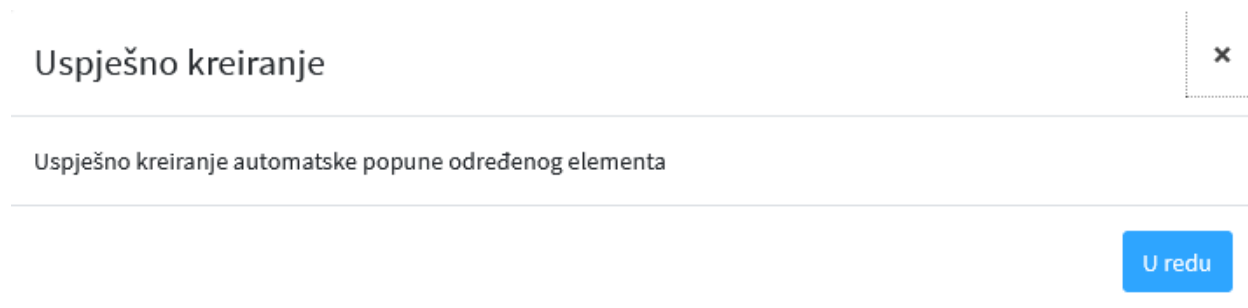 Uspješno kreiranje
×
Uspješno kreiranje automatske popune određenog elementa
U redu